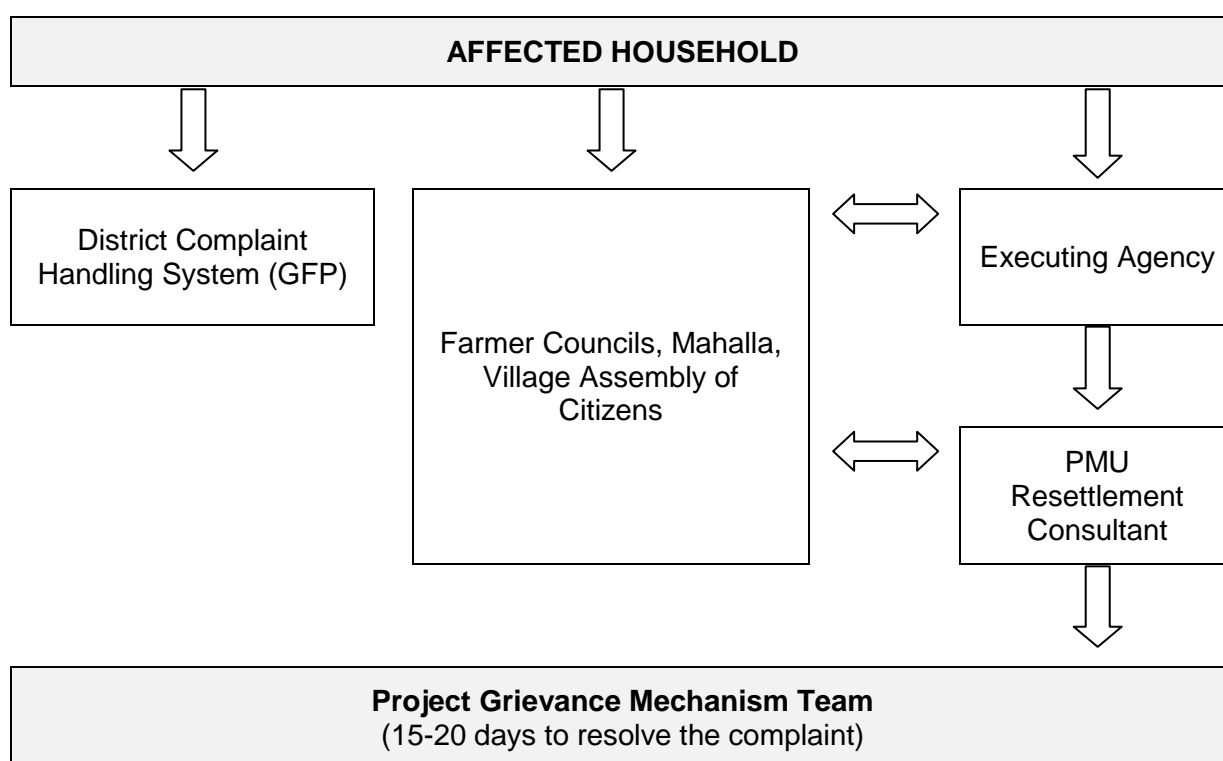 AFFECTED HOUSEHOLD
District Complaint
Handling System (GFP)
Farmer Councils, Mahalla,
Village Assembly of
Citizens
Executing Agency
PMU
Resettlement
Consultant
Project Grievance Mechanism Team
(15-20 days to resolve the complaint)